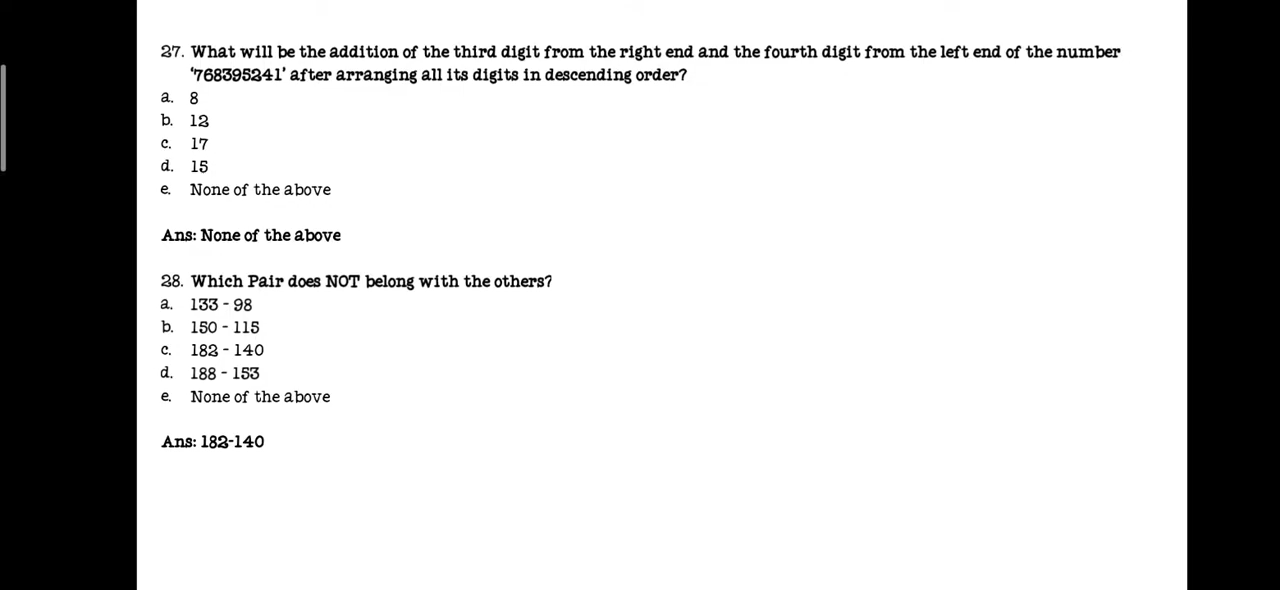 27. What will be the addition of the third digit from the right end and the fourth digit from the left end of the number
'768395241' after arranging all its digits in descending order?
a. 8
b. 12
c. 17
d. 15
e. None of the above
Ans: None of the above
28. Which Pair does NOT belong with the others?
a. 133 - 98
b. 150 - 115
c. 182 - 140
d. 188 - 153
e. None of the above
Ans: 182-140